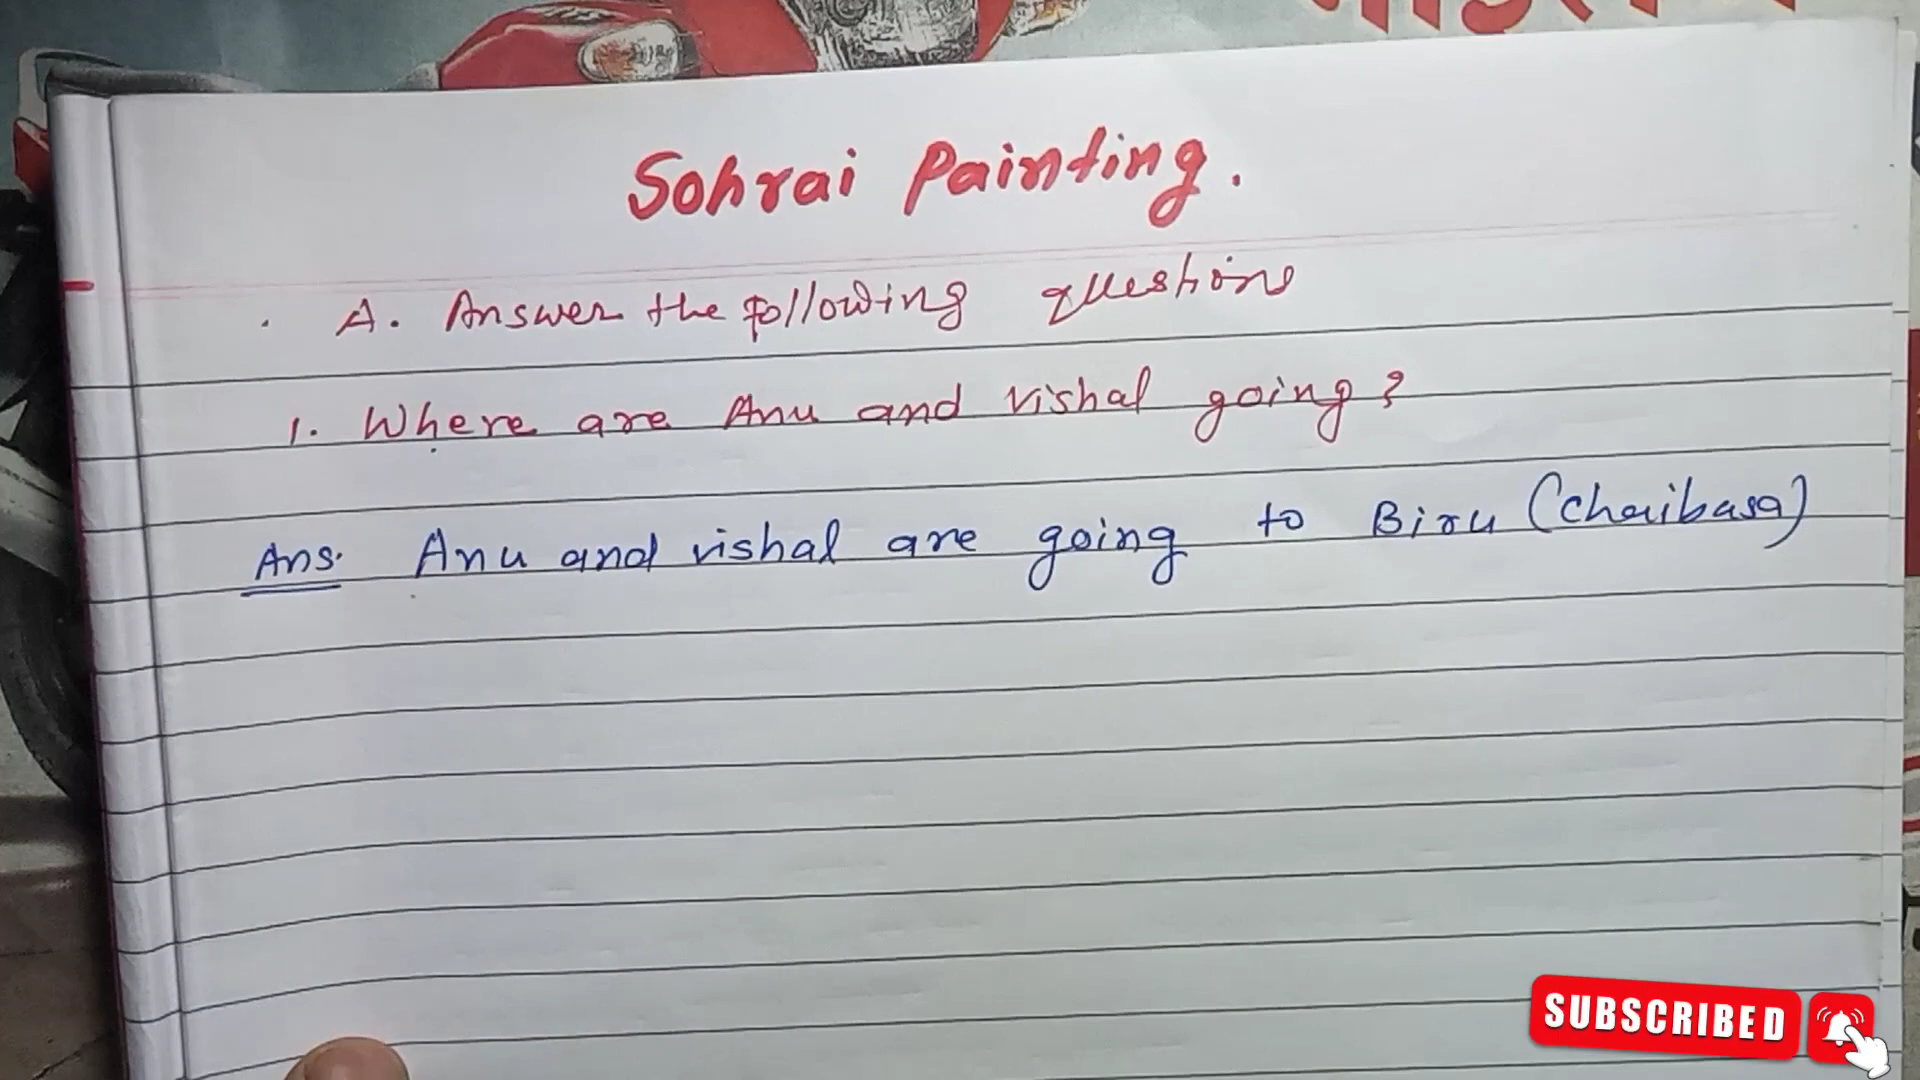 Sohrai Painting.
A. Answer the following questions
1. Where are Anu and vishal going?
Ans. Anu and vishal are going to Biru (chaibasa)
SUBSCRIBED